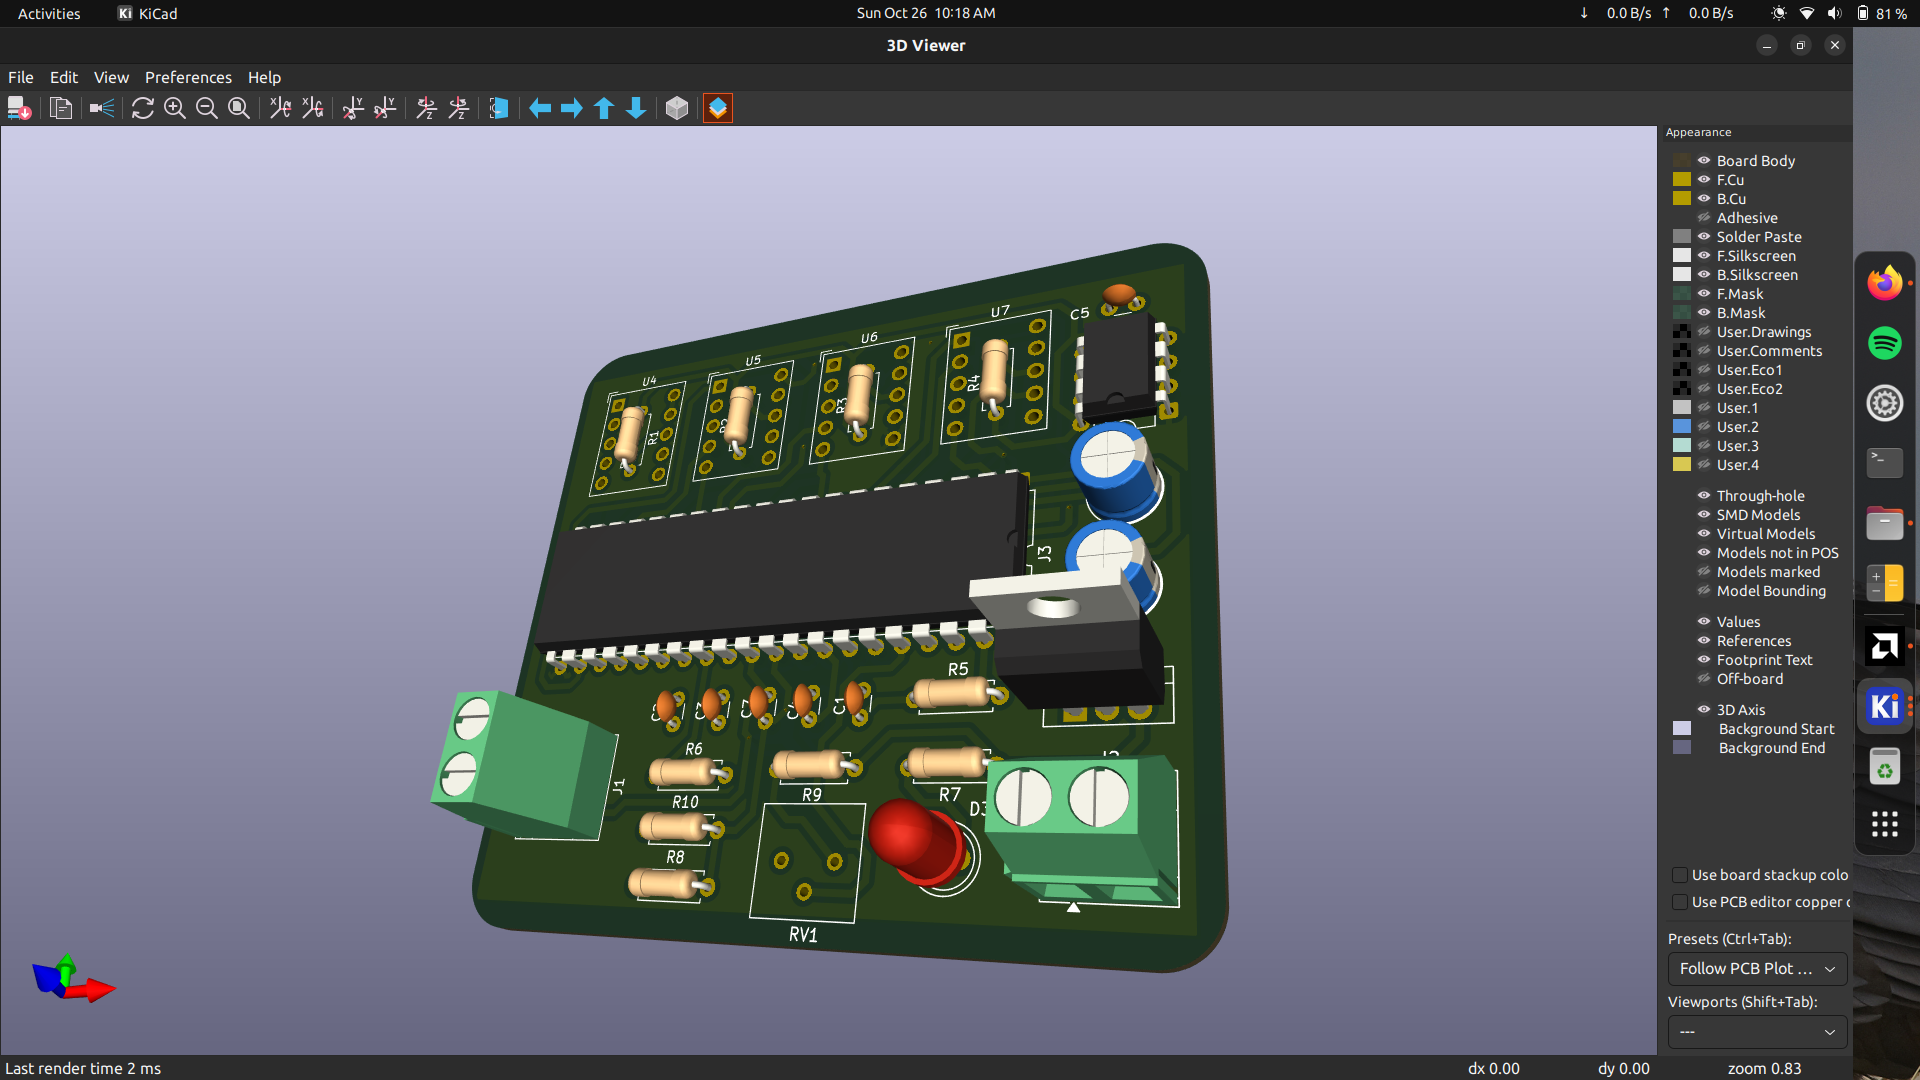 Activities
KiCad
Sun Oct 26 10:18 AM
↓ 0.0 B/s ↑ 0.0 B/s
81 %
3D Viewer
File Edit View Preferences Help
Appearance
Board Body
F.Cu
B.Cu
Adhesive
Solder Paste
F.Silkscreen
B.Silkscreen
F.Mask
B.Mask
User.Drawings
User.Comments
User.Eco1
User.Eco2
User.1
User.2
User.3
User.4
Through-hole
SMD Models
Virtual Models
Models not in POS
Models marked
Model Bounding
Values
References
Footprint Text
Off-board
3D Axis
Background Start
Background End
Use board stackup colo
Use PCB editor copper
Presets (Ctrl+Tab):
Follow PCB Plot ...
Viewports (Shift+Tab):
---
U7
C5
U6
U5
U4
R4
R3
R1
J3
R5
C1
R6
J1
R9
R7
R10
D3
R8
RV1
Ki
Last render time 2 ms
dx 0.00
dy 0.00
zoom 0.83